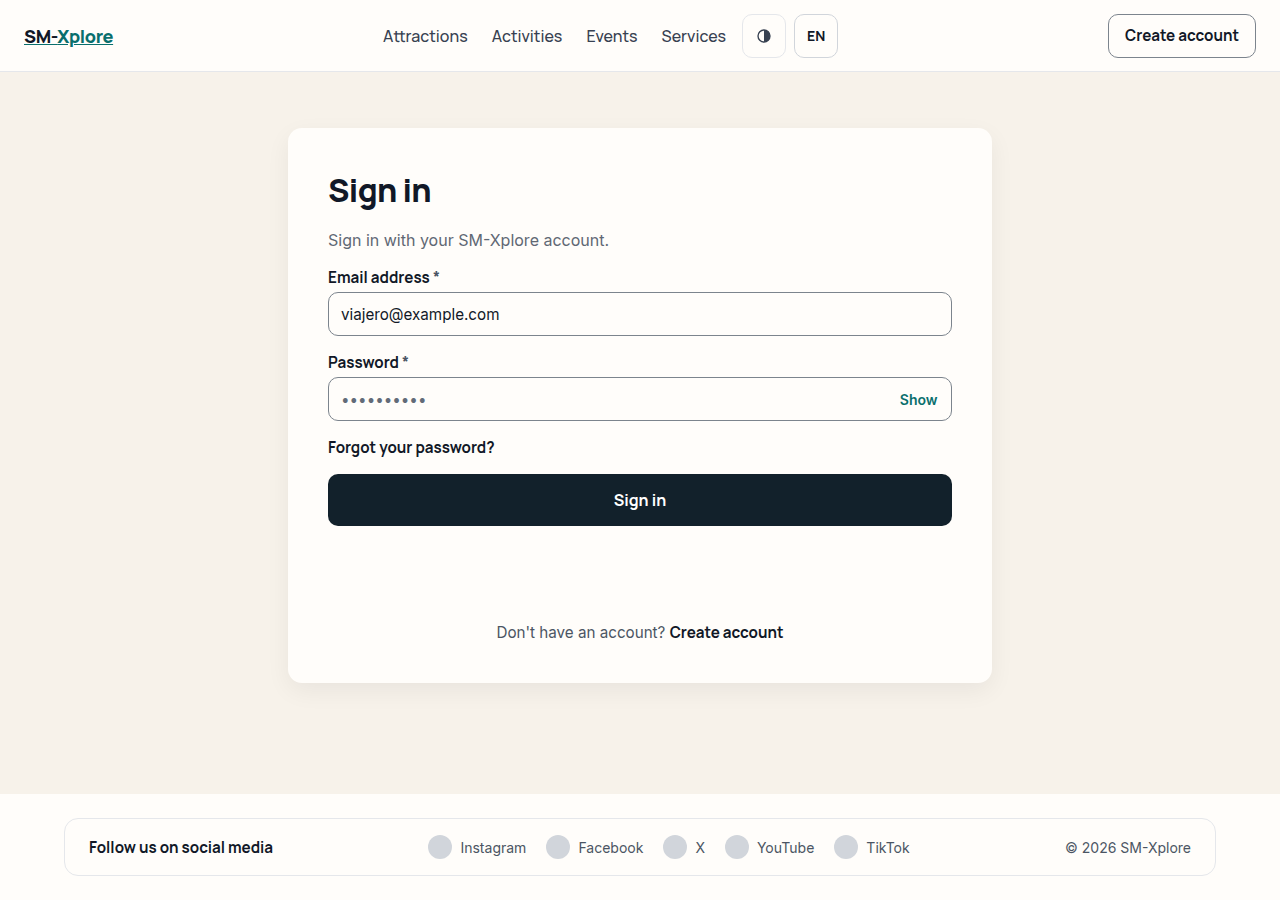 SM-Xplore
Attractions Activities Events Services EN
Create account
Sign in
Sign in with your SM-Xplore account.
Email address *
viajero@example.com
Password *
••••••••••
Show
Forgot your password?
Sign in
Don't have an account? Create account
Follow us on social media
Instagram Facebook X YouTube TikTok
© 2026 SM-Xplore